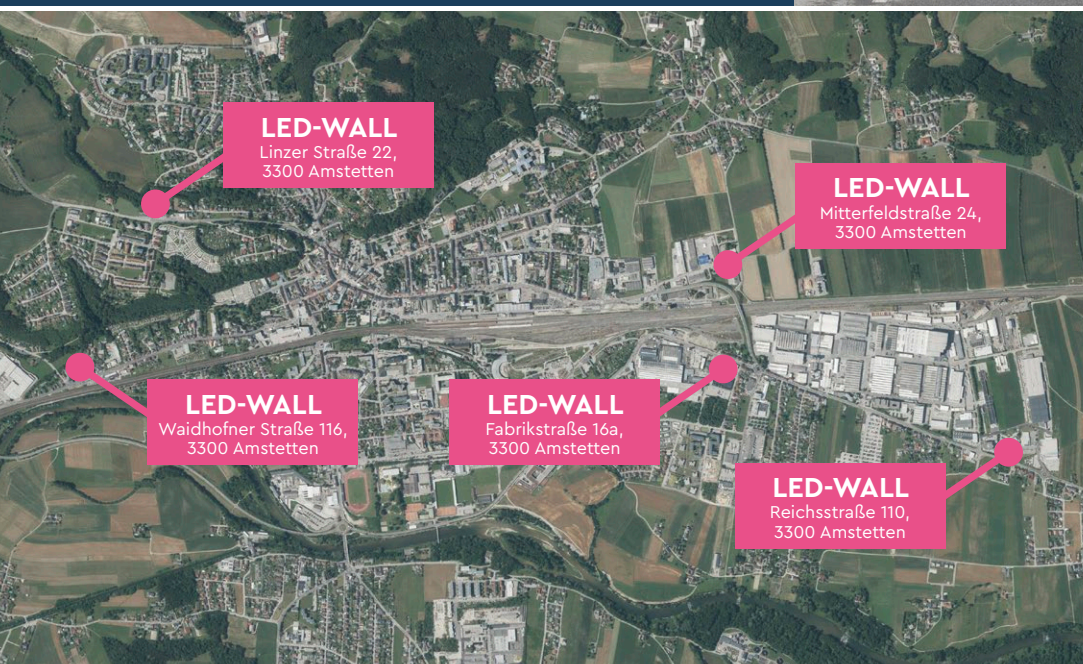 LED-WALL
Linzer Straße 22,
3300 Amstetten
LED-WALL
Mitterfeldstraße 24,
3300 Amstetten
LED-WALL
Waidhofner Straße 116,
3300 Amstetten
LED-WALL
Fabrikstraße 16a,
3300 Amstetten
LED-WALL
Reichsstraße 110,
3300 Amstetten